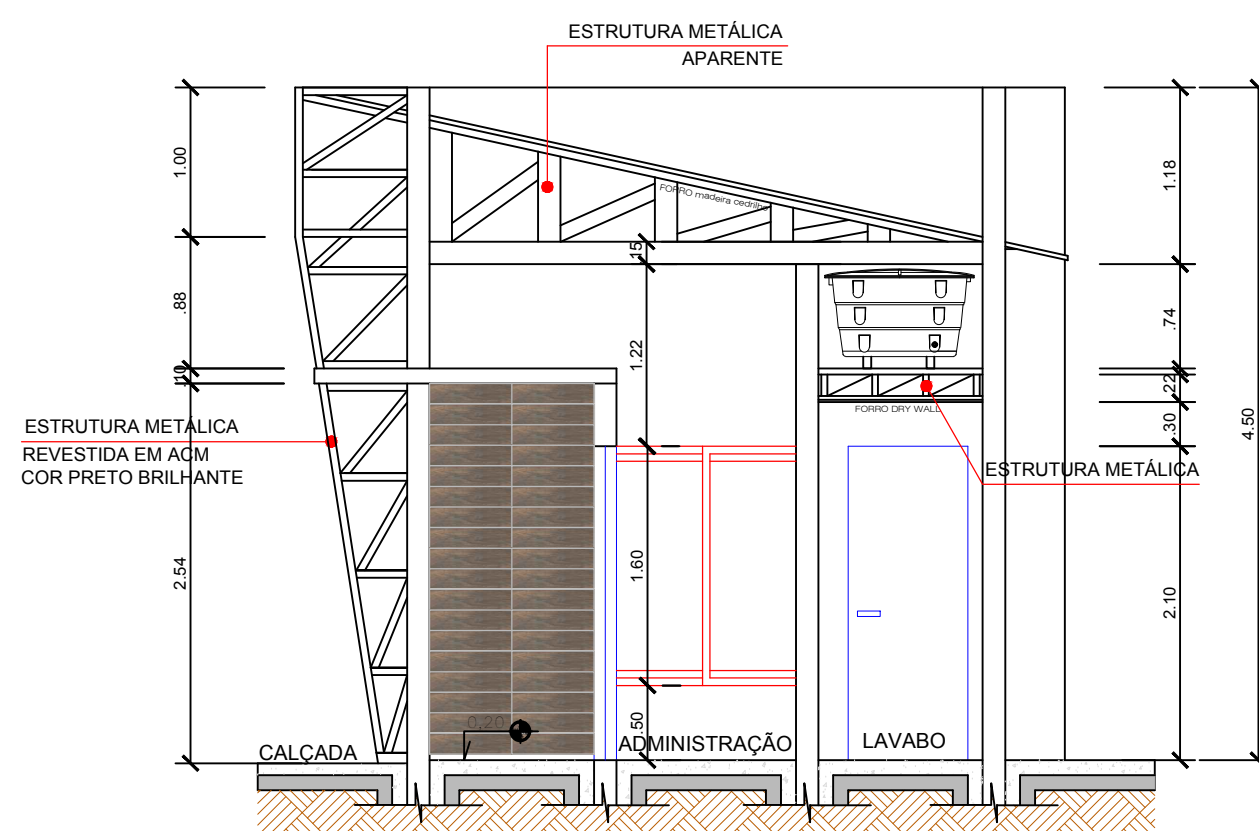 ESTRUTURA METÁLICA
APARENTE
1.00
1.18
FORRO madeira cedrilho
.15
.88
.74
1.22
4.50
.10
.22
FORRO DRY WALL
.30
ESTRUTURA METÁLICA
REVESTIDA EM ACM
COR PRETO BRILHANTE
ESTRUTURA METÁLICA
2.54
1.60
2.10
0,20
.50
CALÇADA
ADMINISTRAÇÃO
LAVABO